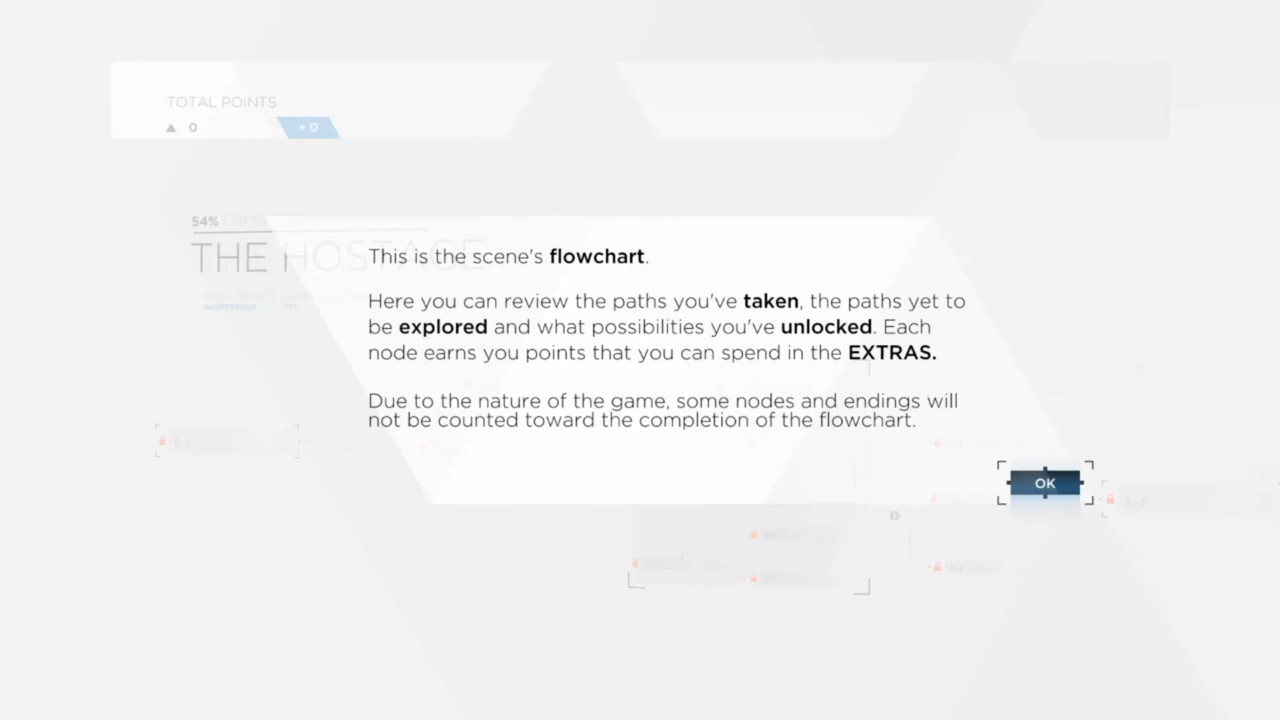 TOTAL POINTS
▲ 0 + 0
54% COMPL
THE HOSTAGE
This is the scene's flowchart.
Here you can review the paths you've taken, the paths yet to
be explored and what possibilities you've unlocked. Each
node earns you points that you can spend in the EXTRAS.
Due to the nature of the game, some nodes and endings will
not be counted toward the completion of the flowchart.
OK